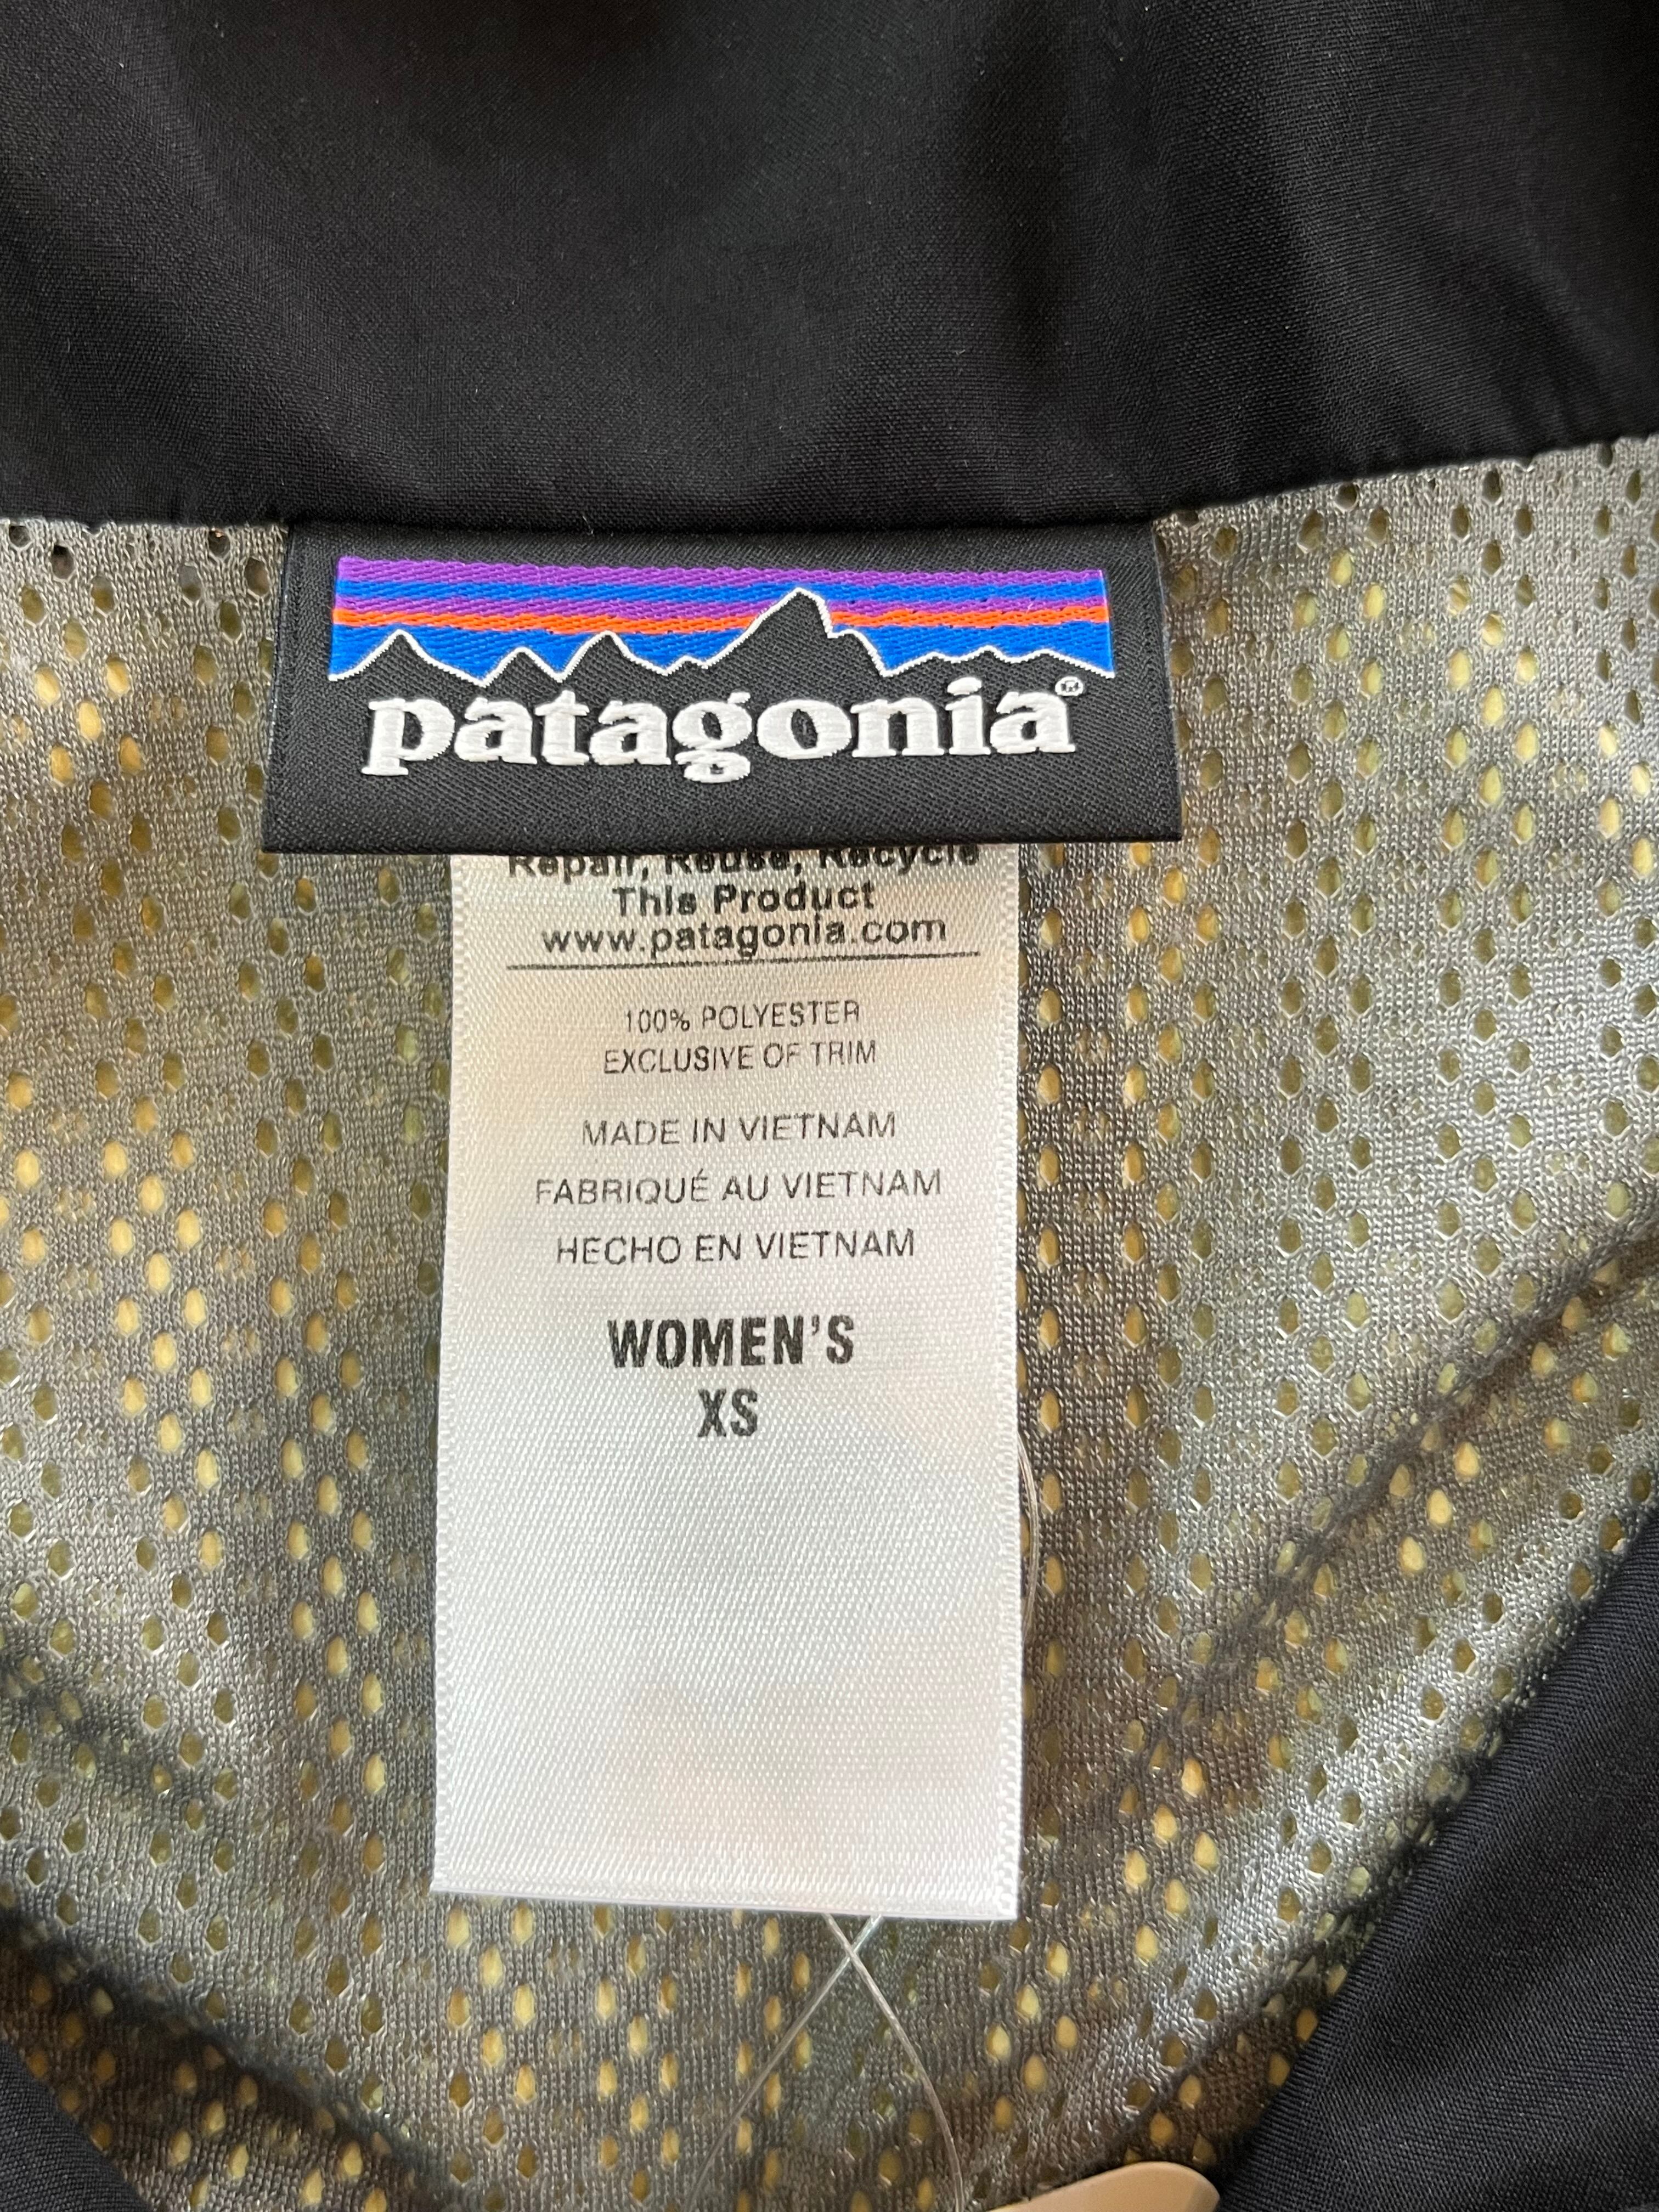 patagonia®
Repair, Reuse, Recycle
This Product
www.patagonia.com
100% POLYESTER
EXCLUSIVE OF TRIM
MADE IN VIETNAM
FABRIQUÉ AU VIETNAM
HECHO EN VIETNAM
WOMEN'S
XS